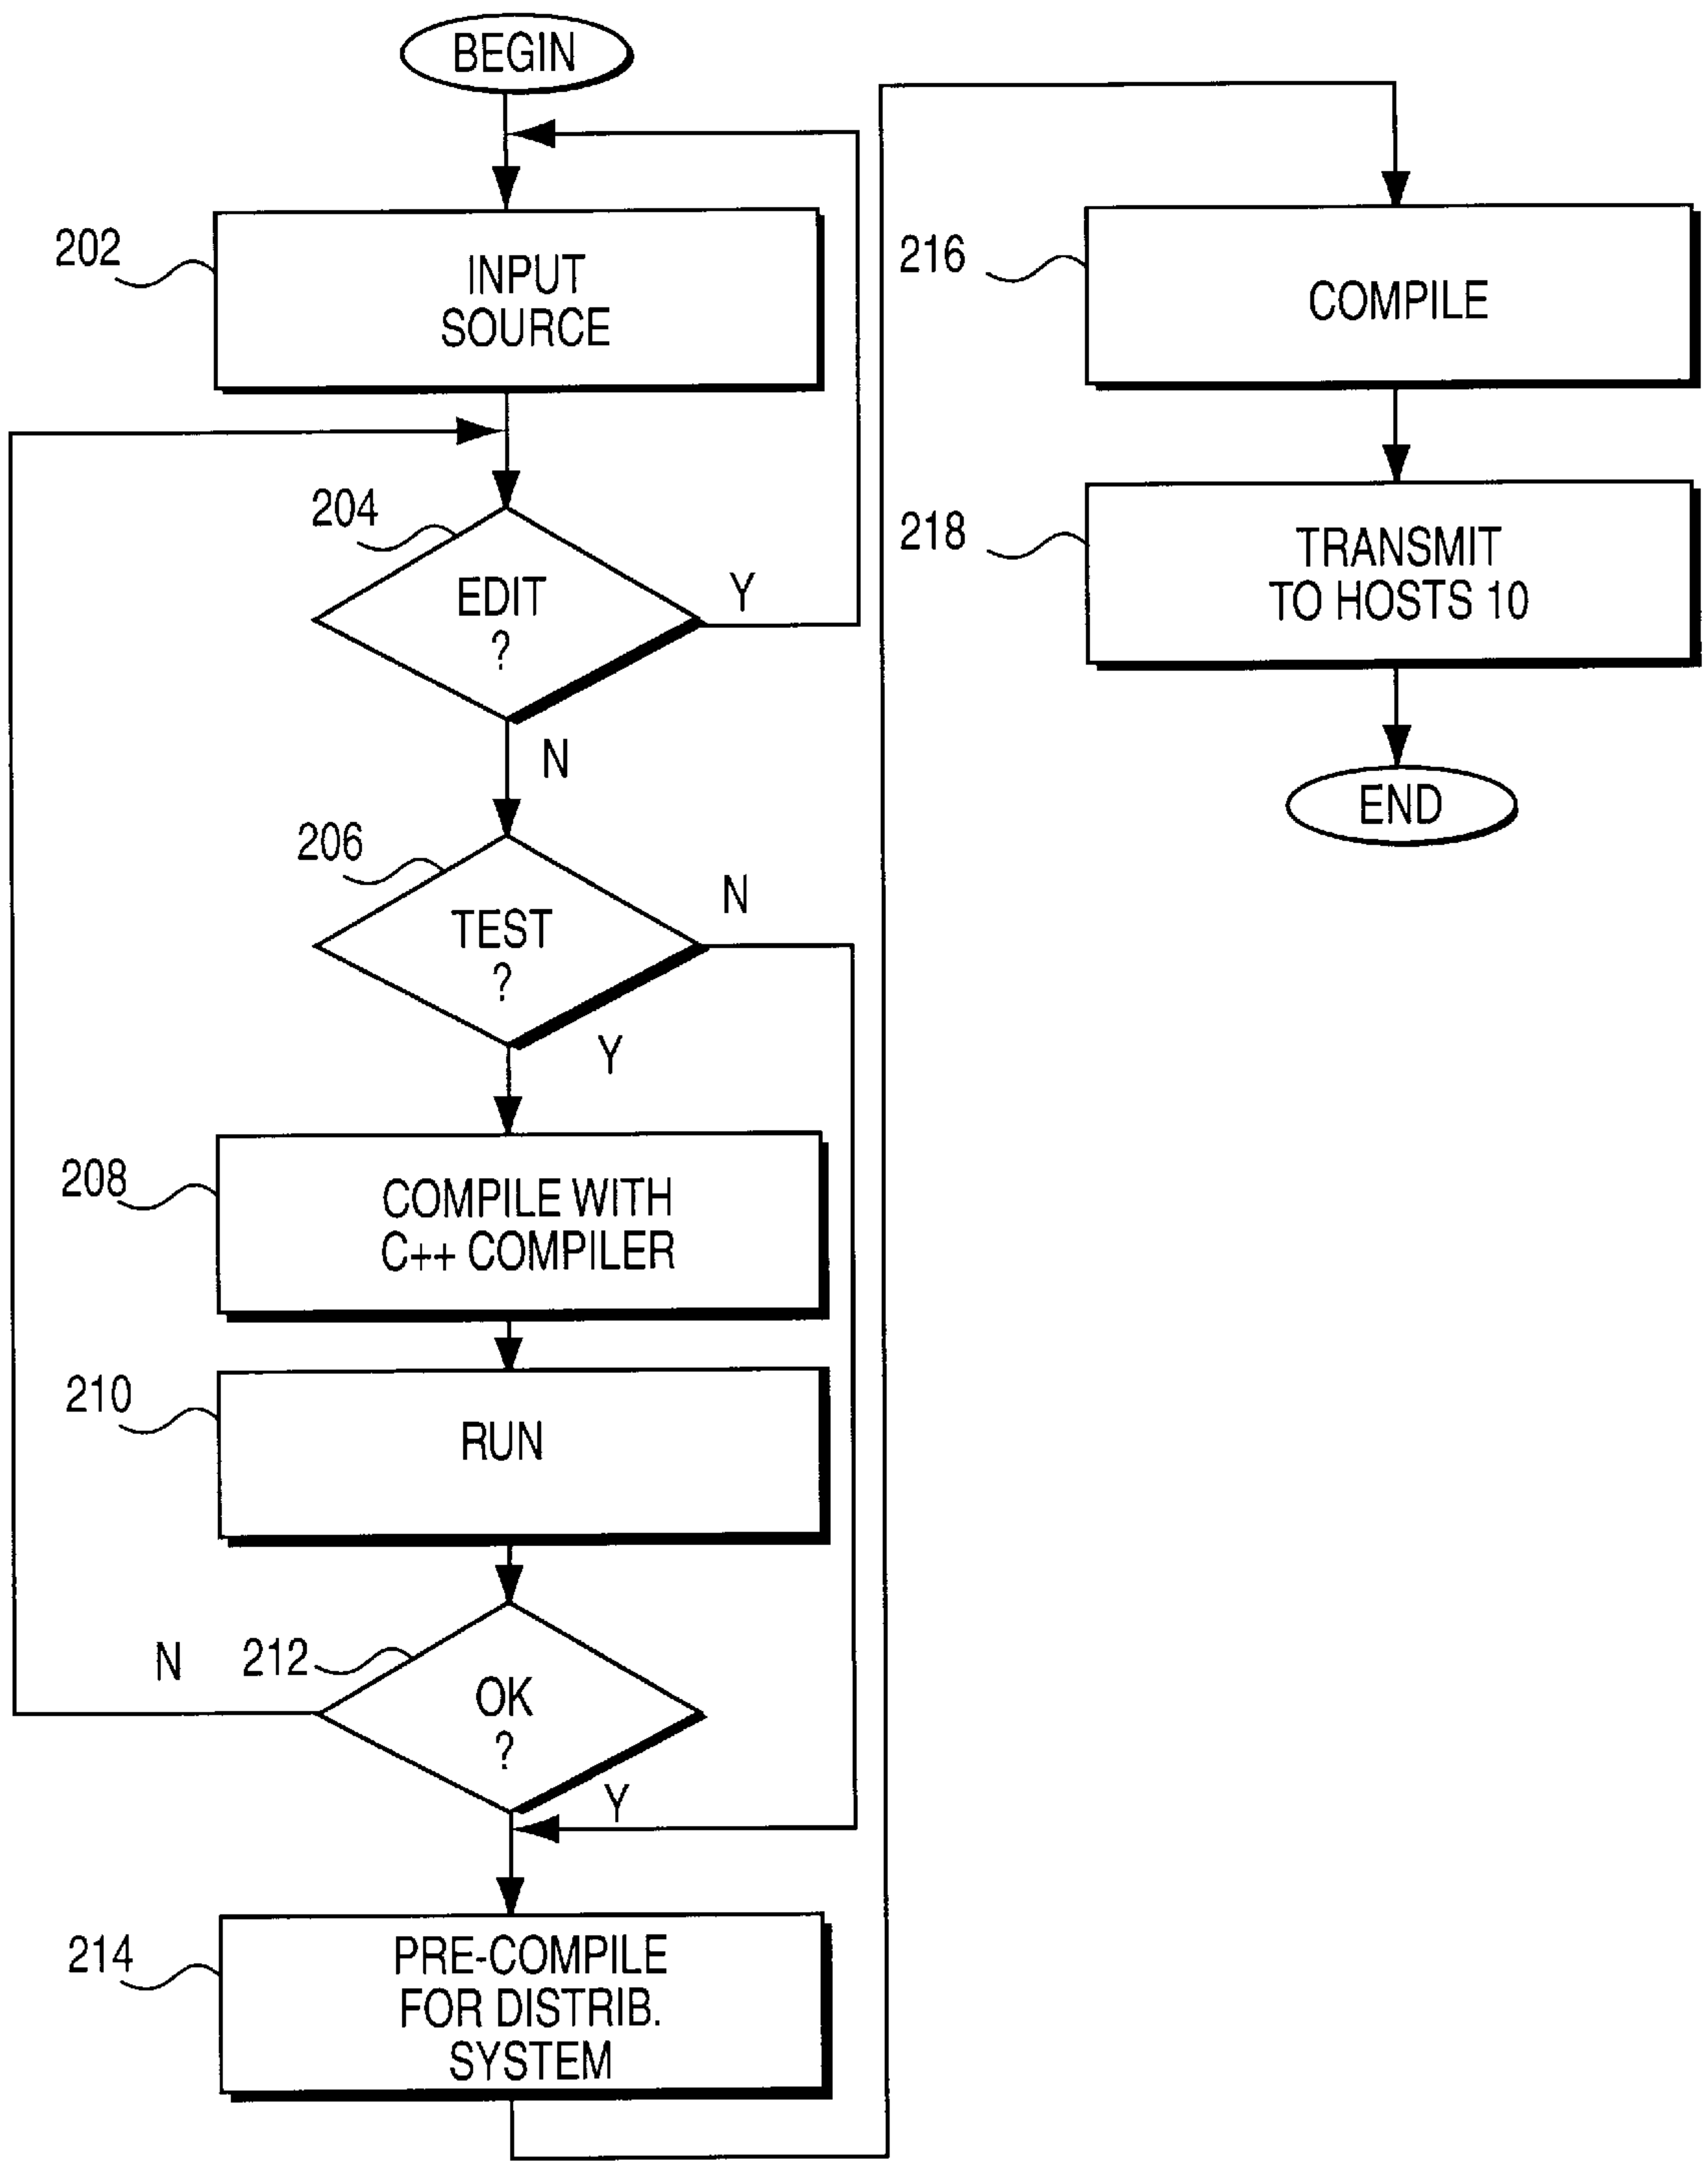 BEGIN
202
INPUT
SOURCE
204
EDIT
?
Y
N
206
TEST
?
N
Y
208
COMPILE WITH
C++ COMPILER
210
RUN
212
N
OK
?
Y
214
PRE-COMPILE
FOR DISTRIB.
SYSTEM
216
COMPILE
218
TRANSMIT
TO HOSTS 10
END